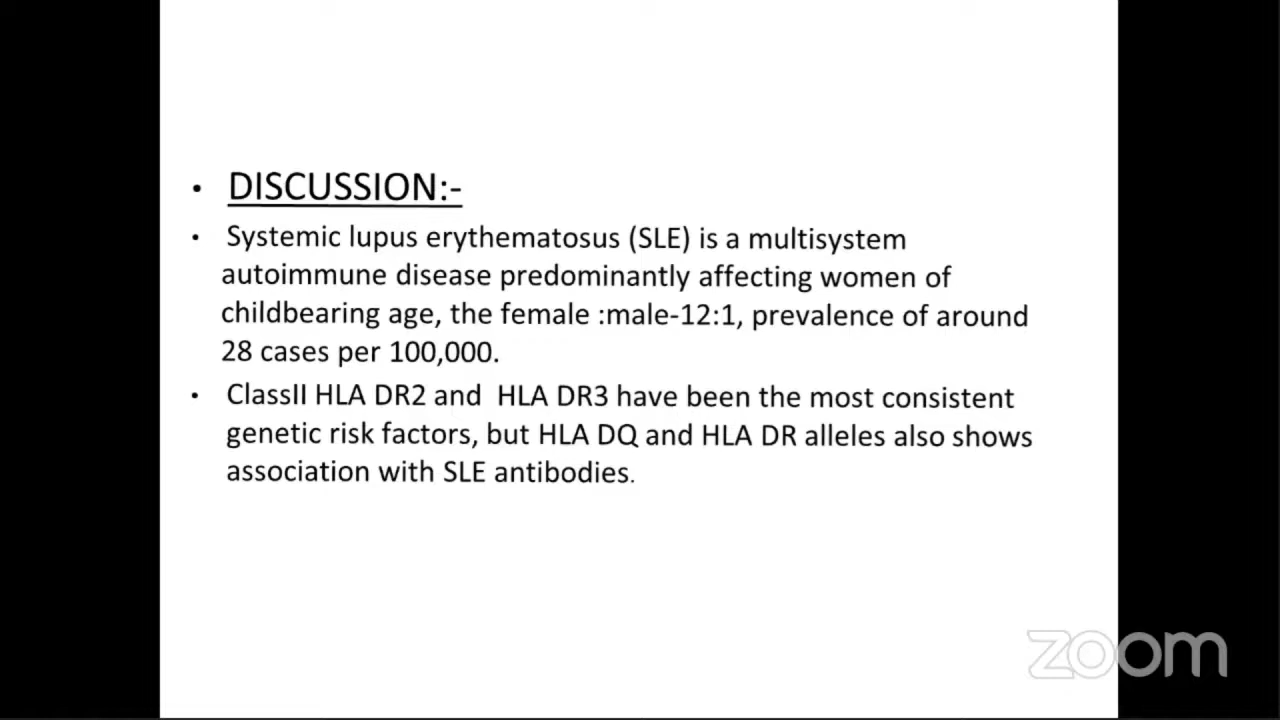 • DISCUSSION:-
• Systemic lupus erythematosus (SLE) is a multisystem
autoimmune disease predominantly affecting women of
childbearing age, the female :male-12:1, prevalence of around
28 cases per 100,000.
• ClassII HLA DR2 and  HLA DR3 have been the most consistent
genetic risk factors, but HLA DQ and HLA DR alleles also shows
association with SLE antibodies.
zoom